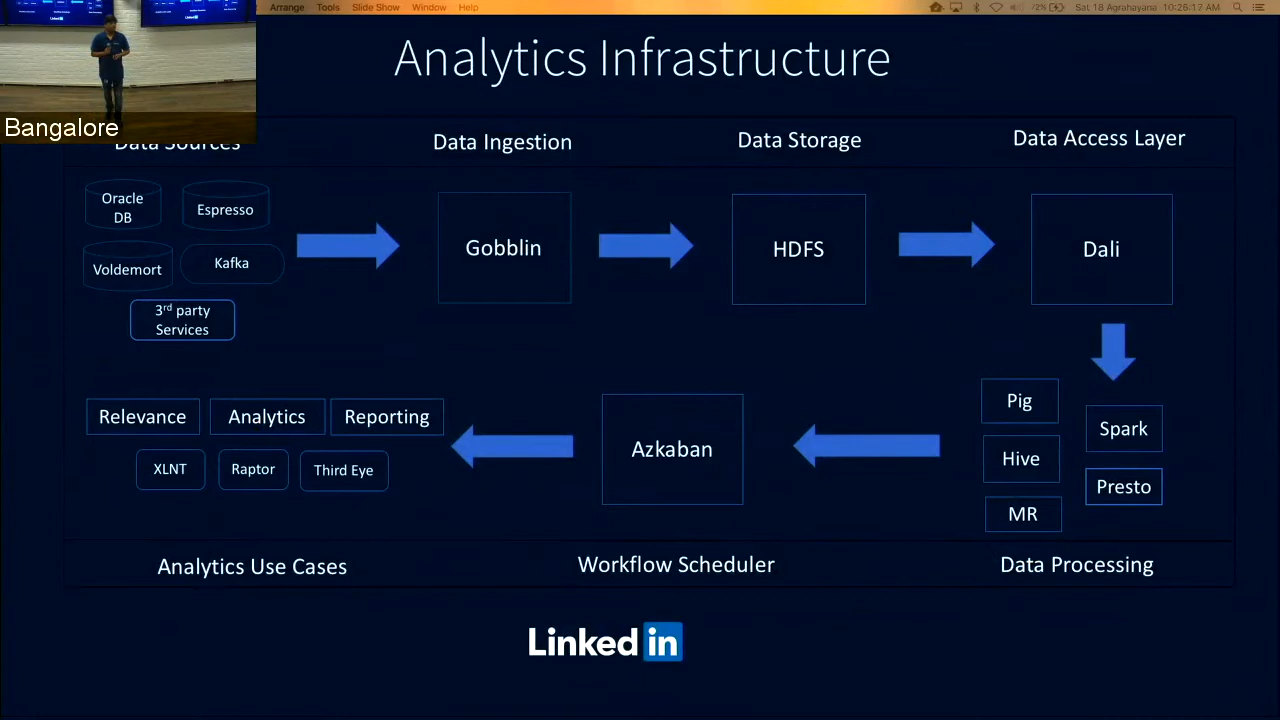 Arrange Tools Slide Show Window Help
72% Sat 18 Agrahayana 10:26:17 AM
Analytics Infrastructure
Bangalore
Data Sources
Data Ingestion
Data Storage
Data Access Layer
Oracle
DB
Espresso
Voldemort
Kafka
3rd party
Services
Gobblin
HDFS
Dali
Pig
Spark
Hive
Presto
MR
Azkaban
Relevance
Analytics
Reporting
XLNT
Raptor
Third Eye
Analytics Use Cases
Workflow Scheduler
Data Processing
Linked in